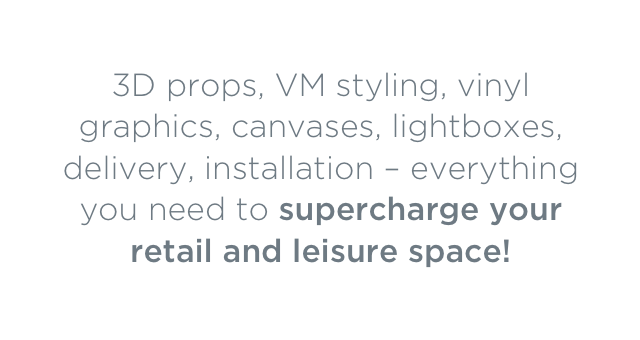 3D props, VM styling, vinyl
graphics, canvases, lightboxes,
delivery, installation – everything
you need to supercharge your
retail and leisure space!